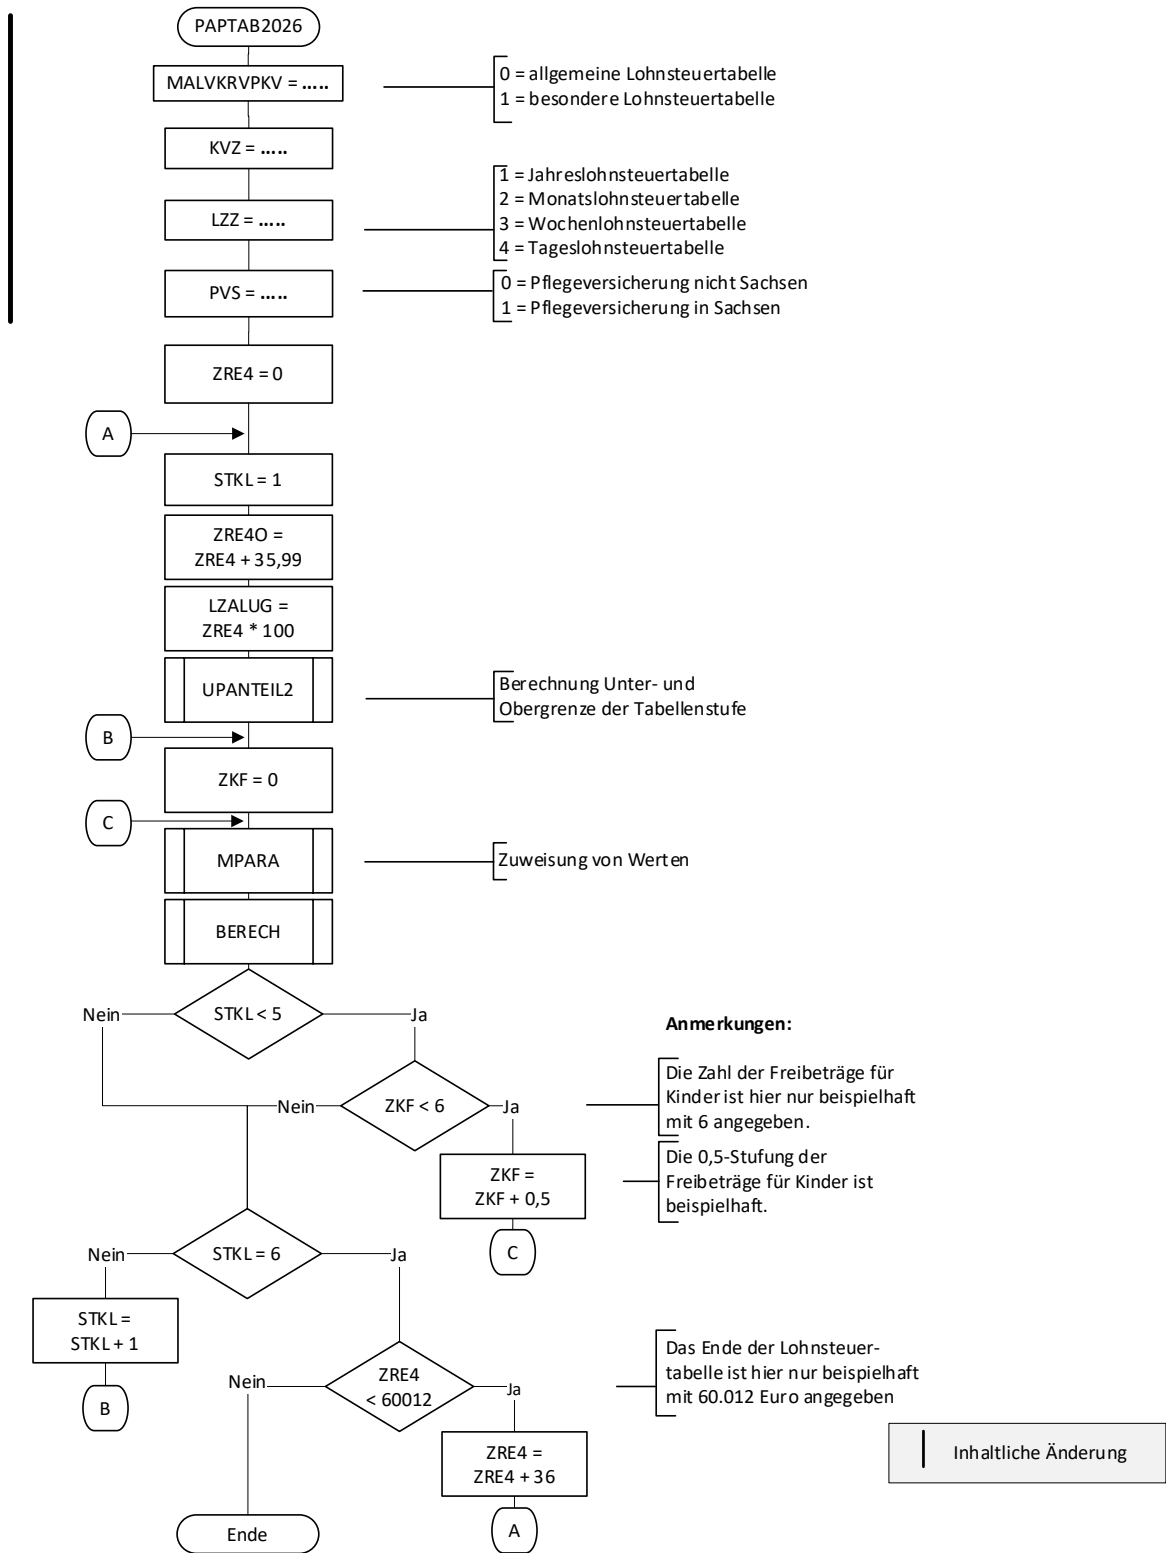 PAPTAB2026
MALVKRVPKV = .....
0 = allgemeine Lohnsteuertabelle
1 = besondere Lohnsteuertabelle
KVZ = .....
LZZ = .....
1 = Jahreslohnsteuertabelle
2 = Monatslohnsteuertabelle
3 = Wochenlohnsteuertabelle
4 = Tageslohnsteuertabelle
PVS = .....
0 = Pflegeversicherung nicht Sachsen
1 = Pflegeversicherung in Sachsen
ZRE4 = 0
A
STKL = 1
ZRE4O =
ZRE4 + 35,99
LZALUG =
ZRE4 * 100
UPANTEIL2
Berechnung Unter- und
Obergrenze der Tabellenstufe
B
ZKF = 0
C
MPARA
Zuweisung von Werten
BERECH
Nein
STKL < 5
Ja
Anmerkungen:
Nein
ZKF < 6
Ja
Die Zahl der Freibeträge für
Kinder ist hier nur beispielhaft
mit 6 angegeben.
ZKF =
ZKF + 0,5
Die 0,5-Stufung der
Freibeträge für Kinder ist
beispielhaft.
C
Nein
STKL = 6
Ja
STKL =
STKL + 1
B
Nein
ZRE4
< 60012
Ja
Das Ende der Lohnsteuer-
tabelle ist hier nur beispielhaft
mit 60.012 Euro angegeben
ZRE4 =
ZRE4 + 36
A
Inhaltliche Änderung
Ende